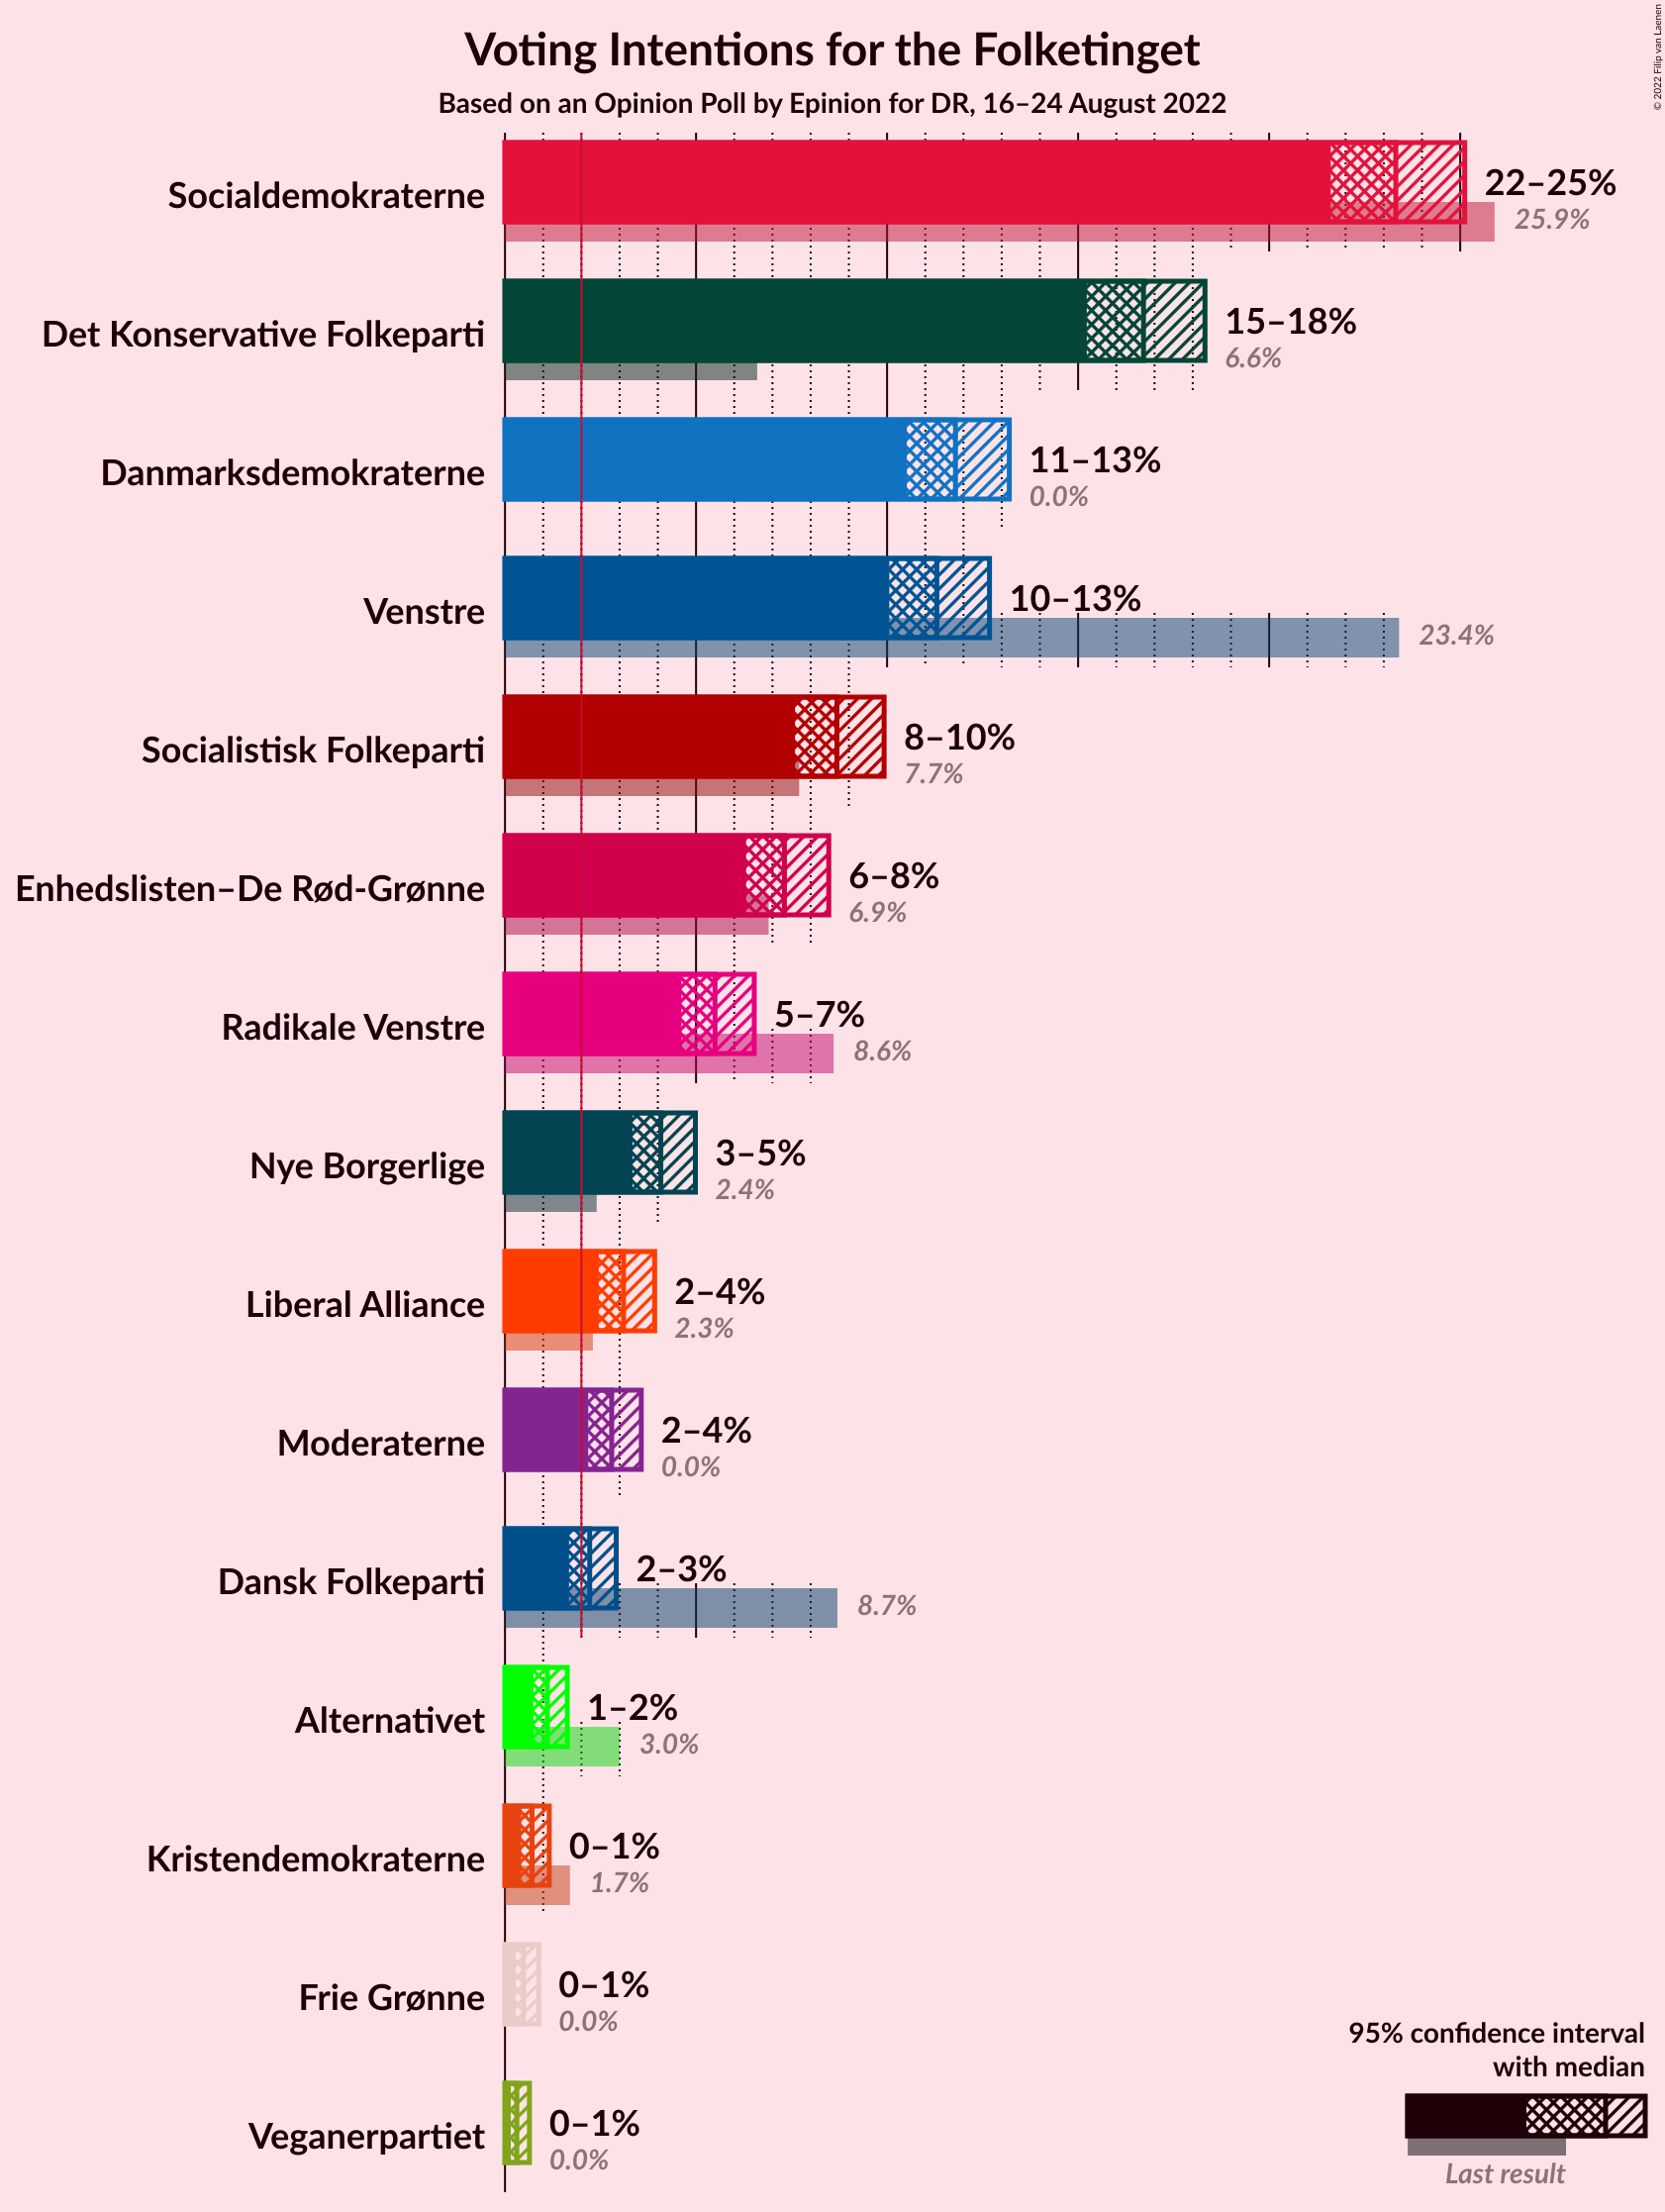 © 2022 Filip van Laenen
Voting Intentions for the Folketinget
Based on an Opinion Poll by Epinion for DR, 16–24 August 2022
Socialdemokraterne
22–25%
25.9%
Det Konservative Folkeparti
15–18%
6.6%
Danmarksdemokraterne
11–13%
0.0%
Venstre
10–13%
23.4%
Socialistisk Folkeparti
8–10%
7.7%
Enhedslisten–De Rød-Grønne
6–8%
6.9%
Radikale Venstre
5–7%
8.6%
Nye Borgerlige
3–5%
2.4%
Liberal Alliance
2–4%
2.3%
Moderaterne
2–4%
0.0%
Dansk Folkeparti
2–3%
8.7%
Alternativet
1–2%
3.0%
Kristendemokraterne
0–1%
1.7%
Frie Grønne
0–1%
0.0%
Veganerpartiet
0–1%
0.0%
95% confidence interval
with median
Last result